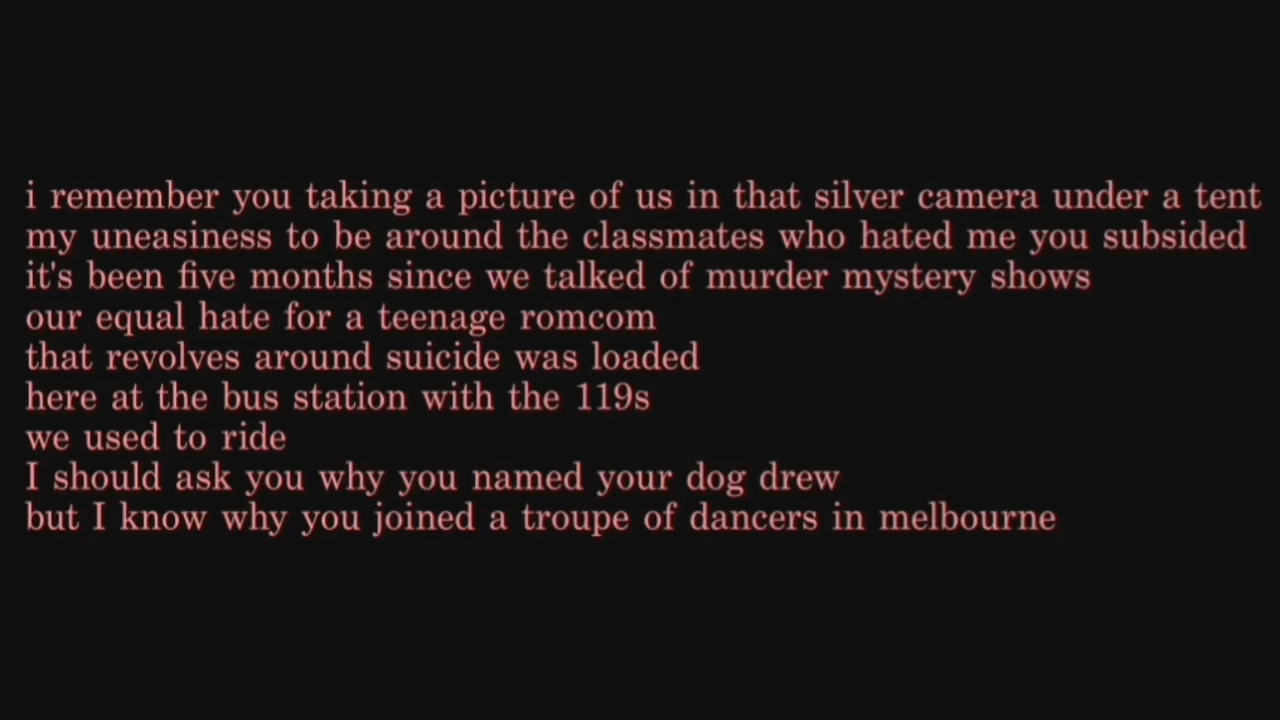 i remember you taking a picture of us in that silver camera under a tent
my uneasiness to be around the classmates who hated me you subsided
it's been five months since we talked of murder mystery shows
our equal hate for a teenage romcom
that revolves around suicide was loaded
here at the bus station with the 119s
we used to ride
I should ask you why you named your dog drew
but I know why you joined a troupe of dancers in melbourne